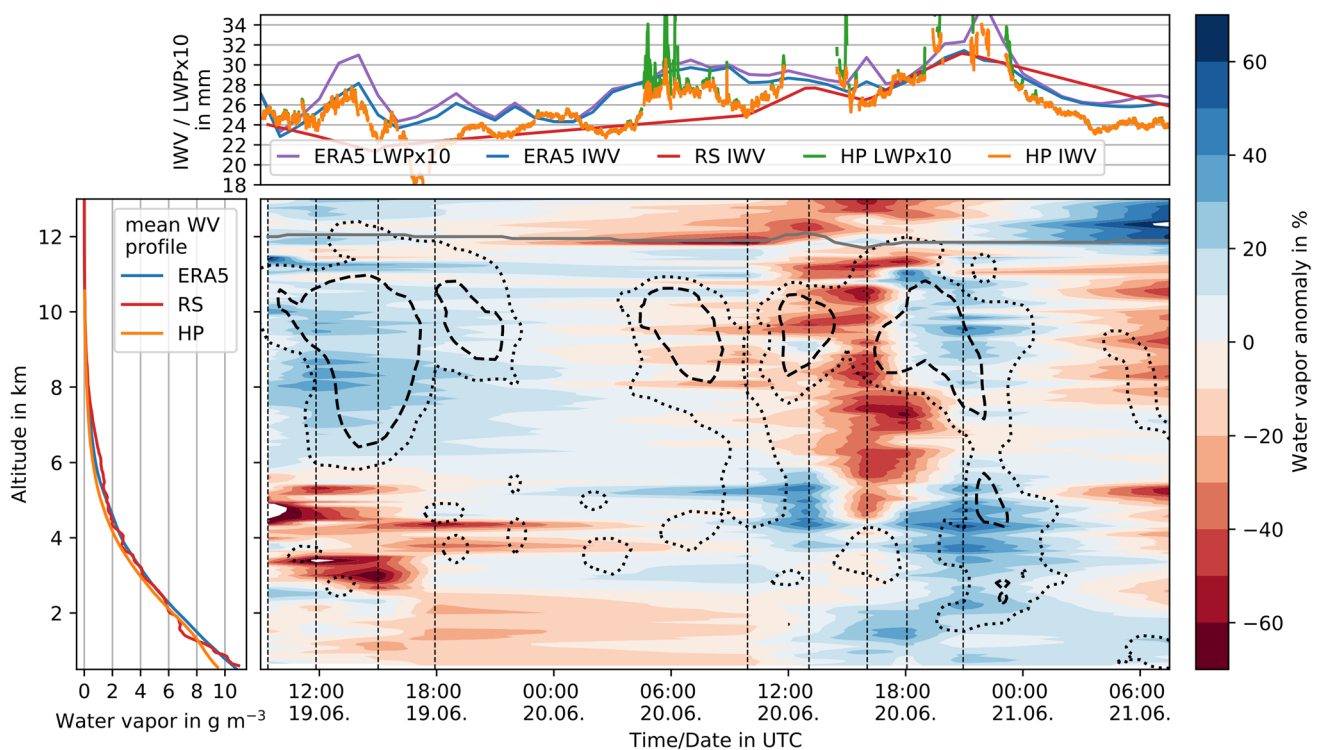 IWV / LWPx10
in mm
34
32
30
28
26
24
22
20
18
ERA5 LWPx10
ERA5 IWV
RS IWV
HP LWPx10
HP IWV
mean WV
profile
ERA5
RS
HP
Altitude in km
12
10
8
6
4
2
0 2 4 6 8 10
Water vapor in g m⁻³
12:00 18:00 00:00 06:00 12:00 18:00 00:00 06:00
19.06. 19.06. 20.06. 20.06. 20.06. 20.06. 21.06. 21.06.
Time/Date in UTC
60
40
20
0
−20
−40
−60
Water vapor anomaly in %